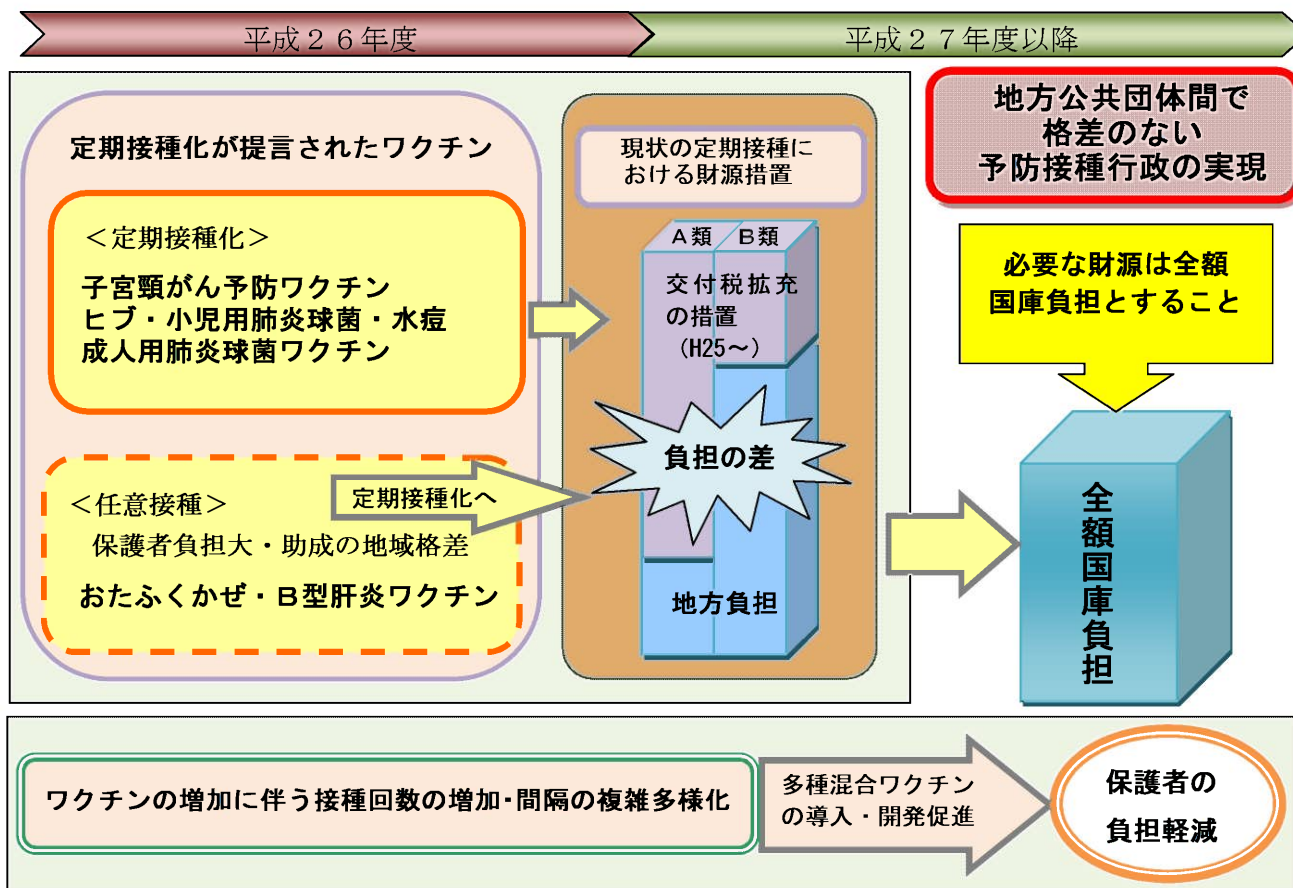 平成２６年度
平成２７年度以降
定期接種化が提言されたワクチン
＜定期接種化＞
子宮頸がん予防ワクチン
ヒブ・小児用肺炎球菌・水痘
成人用肺炎球菌ワクチン
＜任意接種＞
定期接種化へ
保護者負担大・助成の地域格差
おたふくかぜ・Ｂ型肝炎ワクチン
現状の定期接種に
おける財源措置
Ａ類
Ｂ類
交付税拡充
の措置
（H25～）
負担の差
地方負担
地方公共団体間で
格差のない
予防接種行政の実現
必要な財源は全額
国庫負担とすること
全額国庫負担
ワクチンの増加に伴う接種回数の増加・間隔の複雑多様化
多種混合ワクチン
の導入・開発促進
保護者の
負担軽減